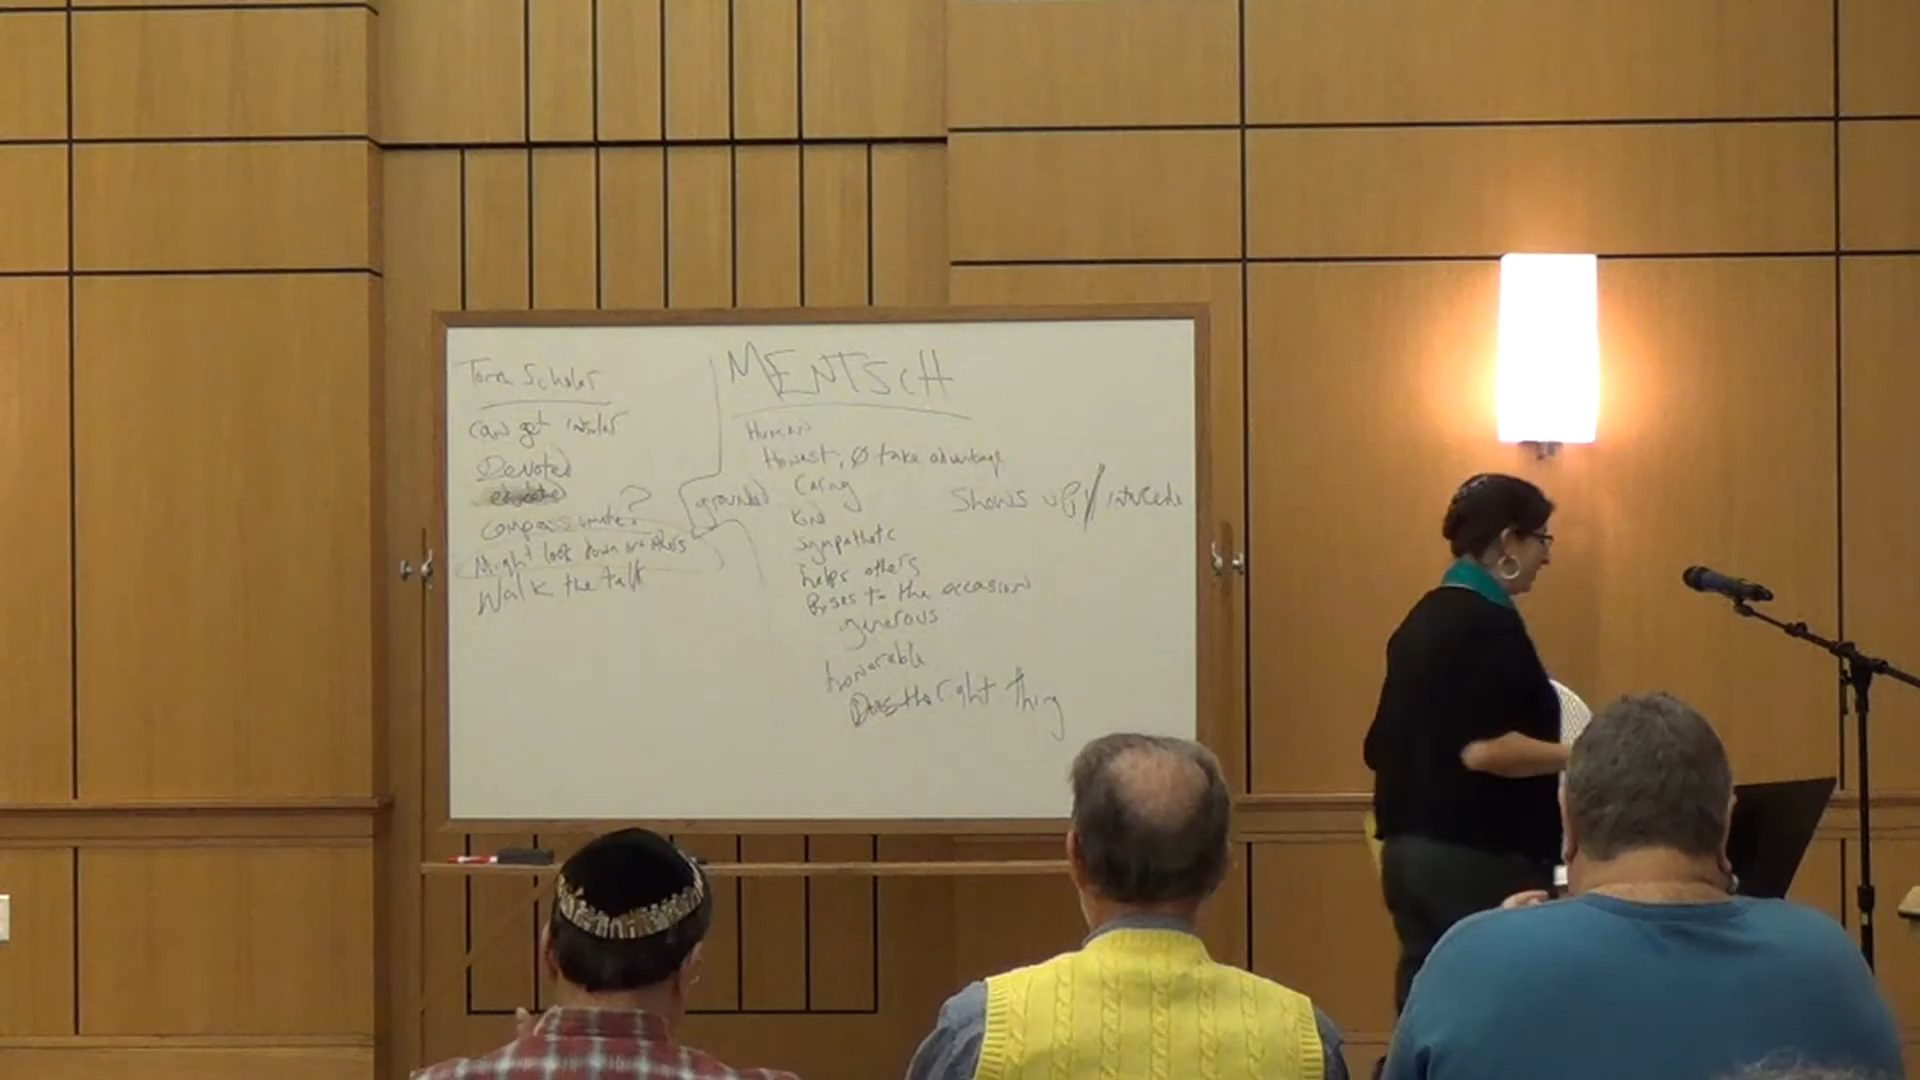 Torah Scholar
can get insular
Devoted
educated
compassionate?
Might look down on others
Walk the talk
MENTSCH
Human
Honest, Ø take advantage
Caring
grounded
Kind
Shows up / intercede
sympathetic
helps others
Rises to the occasion
generous
honorable
Does the right thing